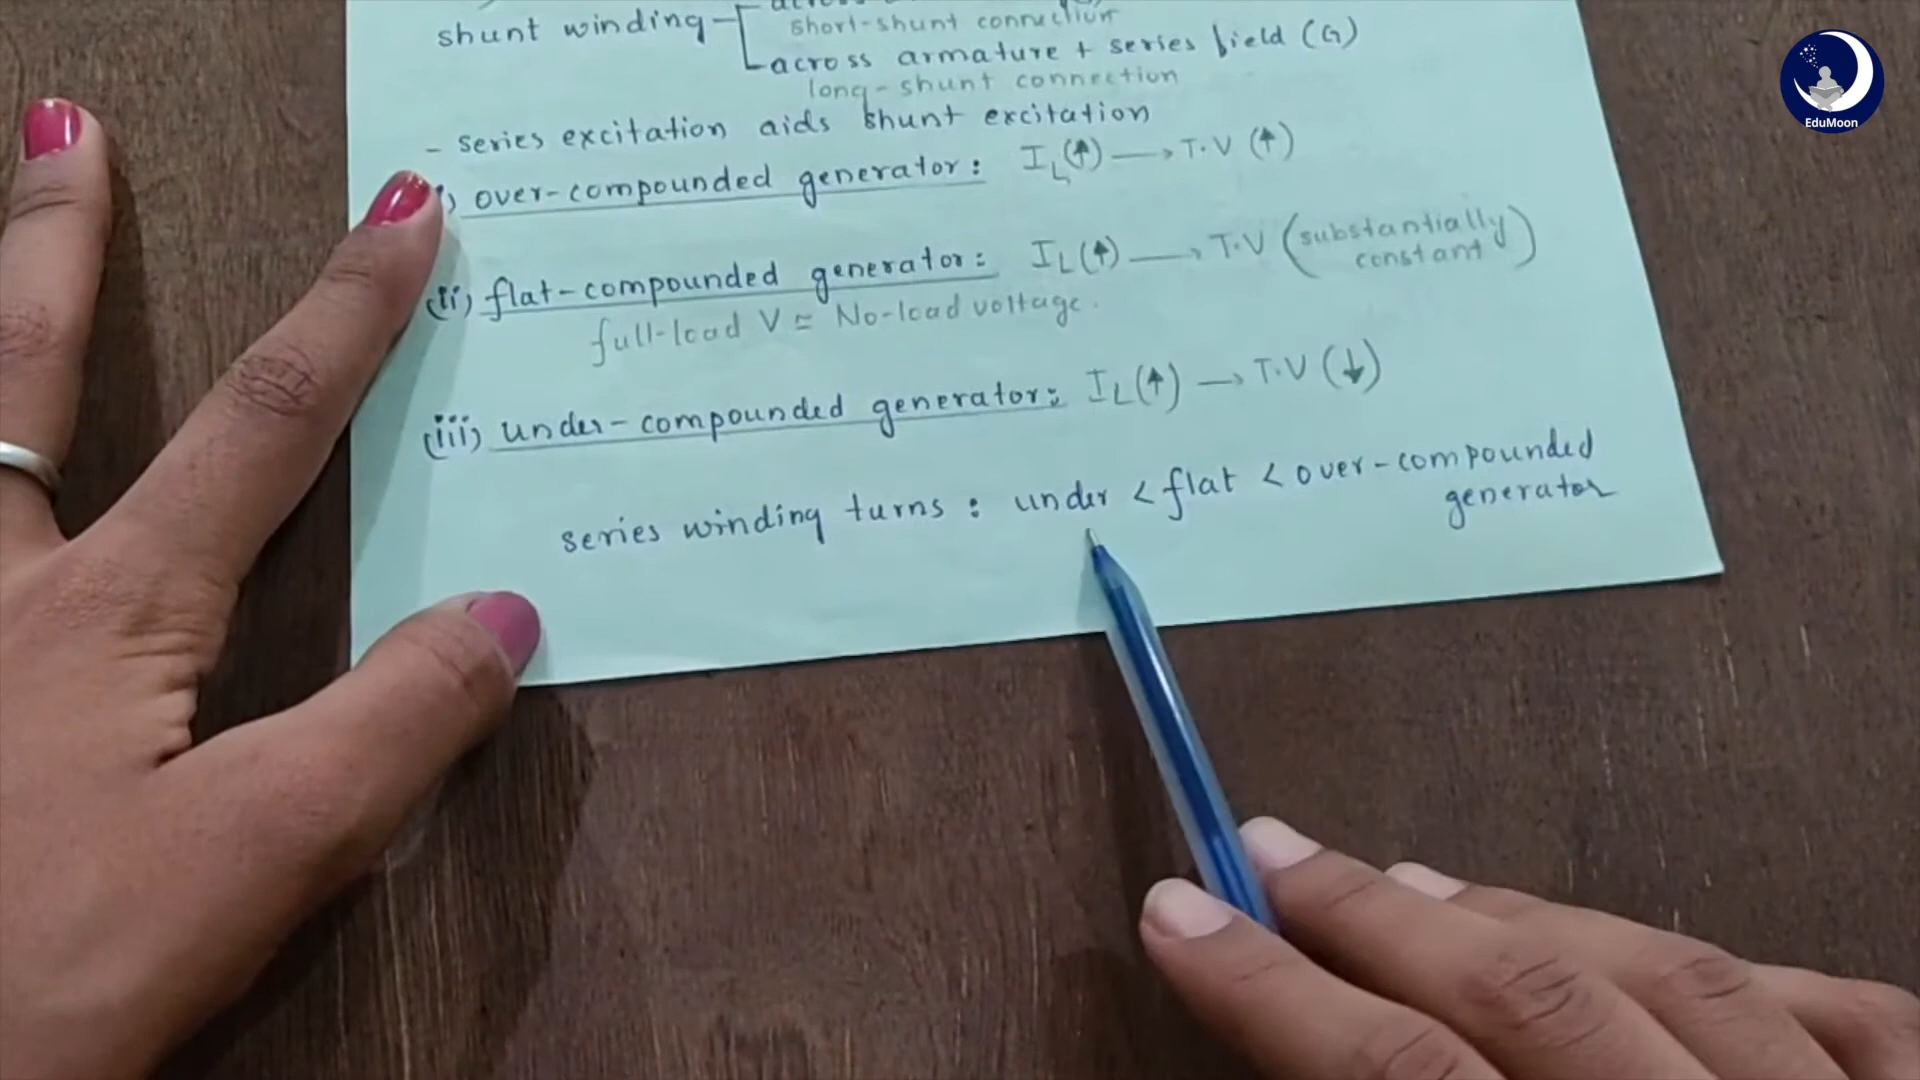 short-shunt connection
shunt winding
across armature + series field (G)
long-shunt connection
- series excitation aids shunt excitation
) over-compounded generator: IL(↑) → T.V (↑)
(ii) flat-compounded generator: IL(↑) → T.V (substantially constant)
full-load V ≃ No-load voltage.
(iii) under-compounded generator: IL(↑) → T.V (↓)
series winding turns : under < flat < over-compounded
generator
EduMoon